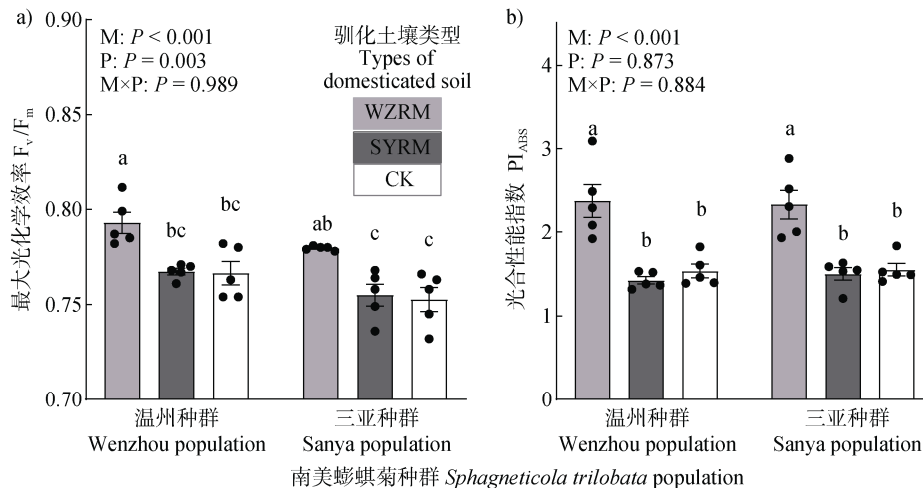 a)
0.90
0.85
0.80
0.75
0.70
最大光化学效率 Fv/Fm
M: P < 0.001
P: P = 0.003
M×P: P = 0.989
驯化土壤类型
Types of
domesticated soil
WZRM
SYRM
CK
a
bc
bc
ab
c
c
温州种群
Wenzhou population
三亚种群
Sanya population
b)
4
3
2
1
0
光合性能指数 PIABS
M: P < 0.001
P: P = 0.873
M×P: P = 0.884
a
b
b
a
b
b
温州种群
Wenzhou population
三亚种群
Sanya population
南美蟛蜞菊种群 Sphagneticola trilobata population